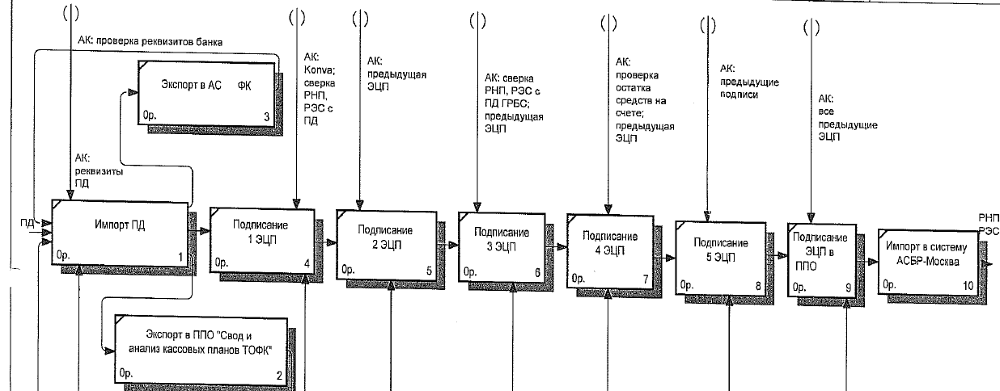 ( )
( )
( )
( )
( )
( )
( )
АК: проверка реквизитов банка
Экспорт в АС ФК
0р.
3
АК:
Konva;
сверка
РНП,
РЭС с
ПД
АК:
предыдущая
ЭЦП
АК: сверка
РНП, РЭС с
ПД ГРБС;
предыдущая
ЭЦП
АК:
проверка
остатка
средств на
счете;
предыдущая
ЭЦП
АК:
предыдущие
подписи
АК:
все
предыдущие
ЭЦП
АК:
реквизиты
ПД
ПД
Импорт ПД
0р.
1
Подписание
1 ЭЦП
0р.
4
Подписание
2 ЭЦП
0р.
5
Подписание
3 ЭЦП
0р.
6
Подписание
4 ЭЦП
0р.
7
Подписание
5 ЭЦП
0р.
8
Подписание
ЭЦП в
ППО
0р.
9
Импорт в систему
АСБР-Москва
0р.
10
РНП
РЭС
Экспорт в ППО "Свод и
анализ кассовых планов ТОФК"
0р.
2